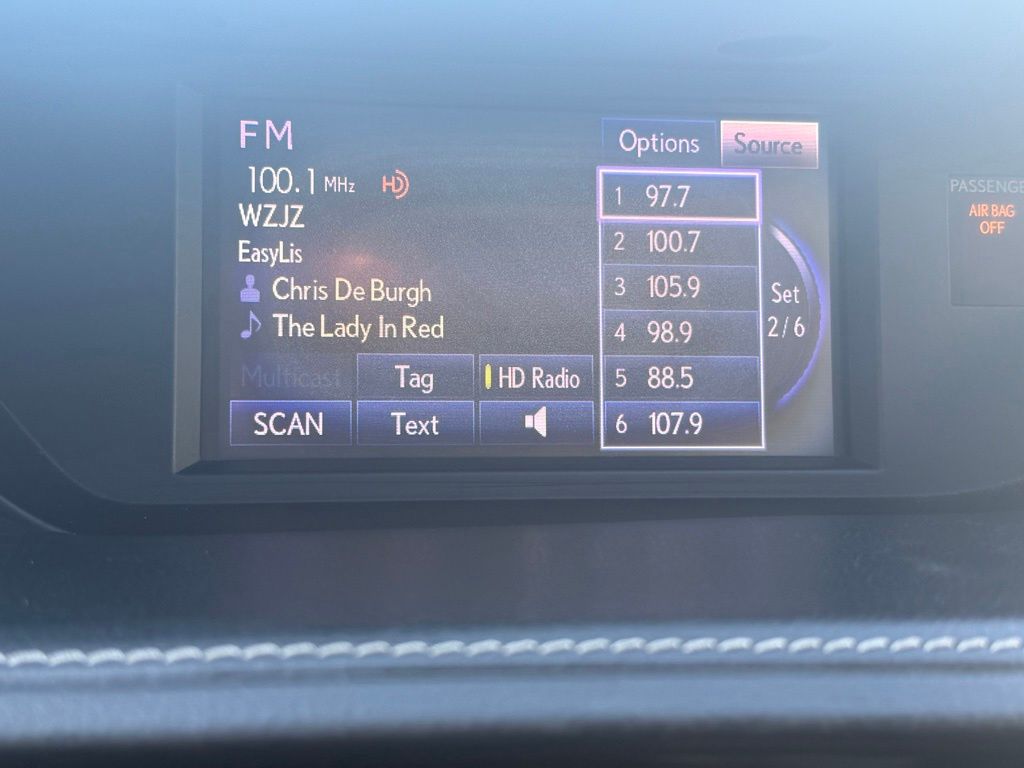 FM
100.1 MHz HD
WZJZ
EasyLis
Chris De Burgh
The Lady In Red
Multicast
Tag
HD Radio
SCAN
Text
Options
Source
1 97.7
2 100.7
3 105.9
4 98.9
5 88.5
6 107.9
Set
2/6
PASSENGE
AIR BAG
OFF